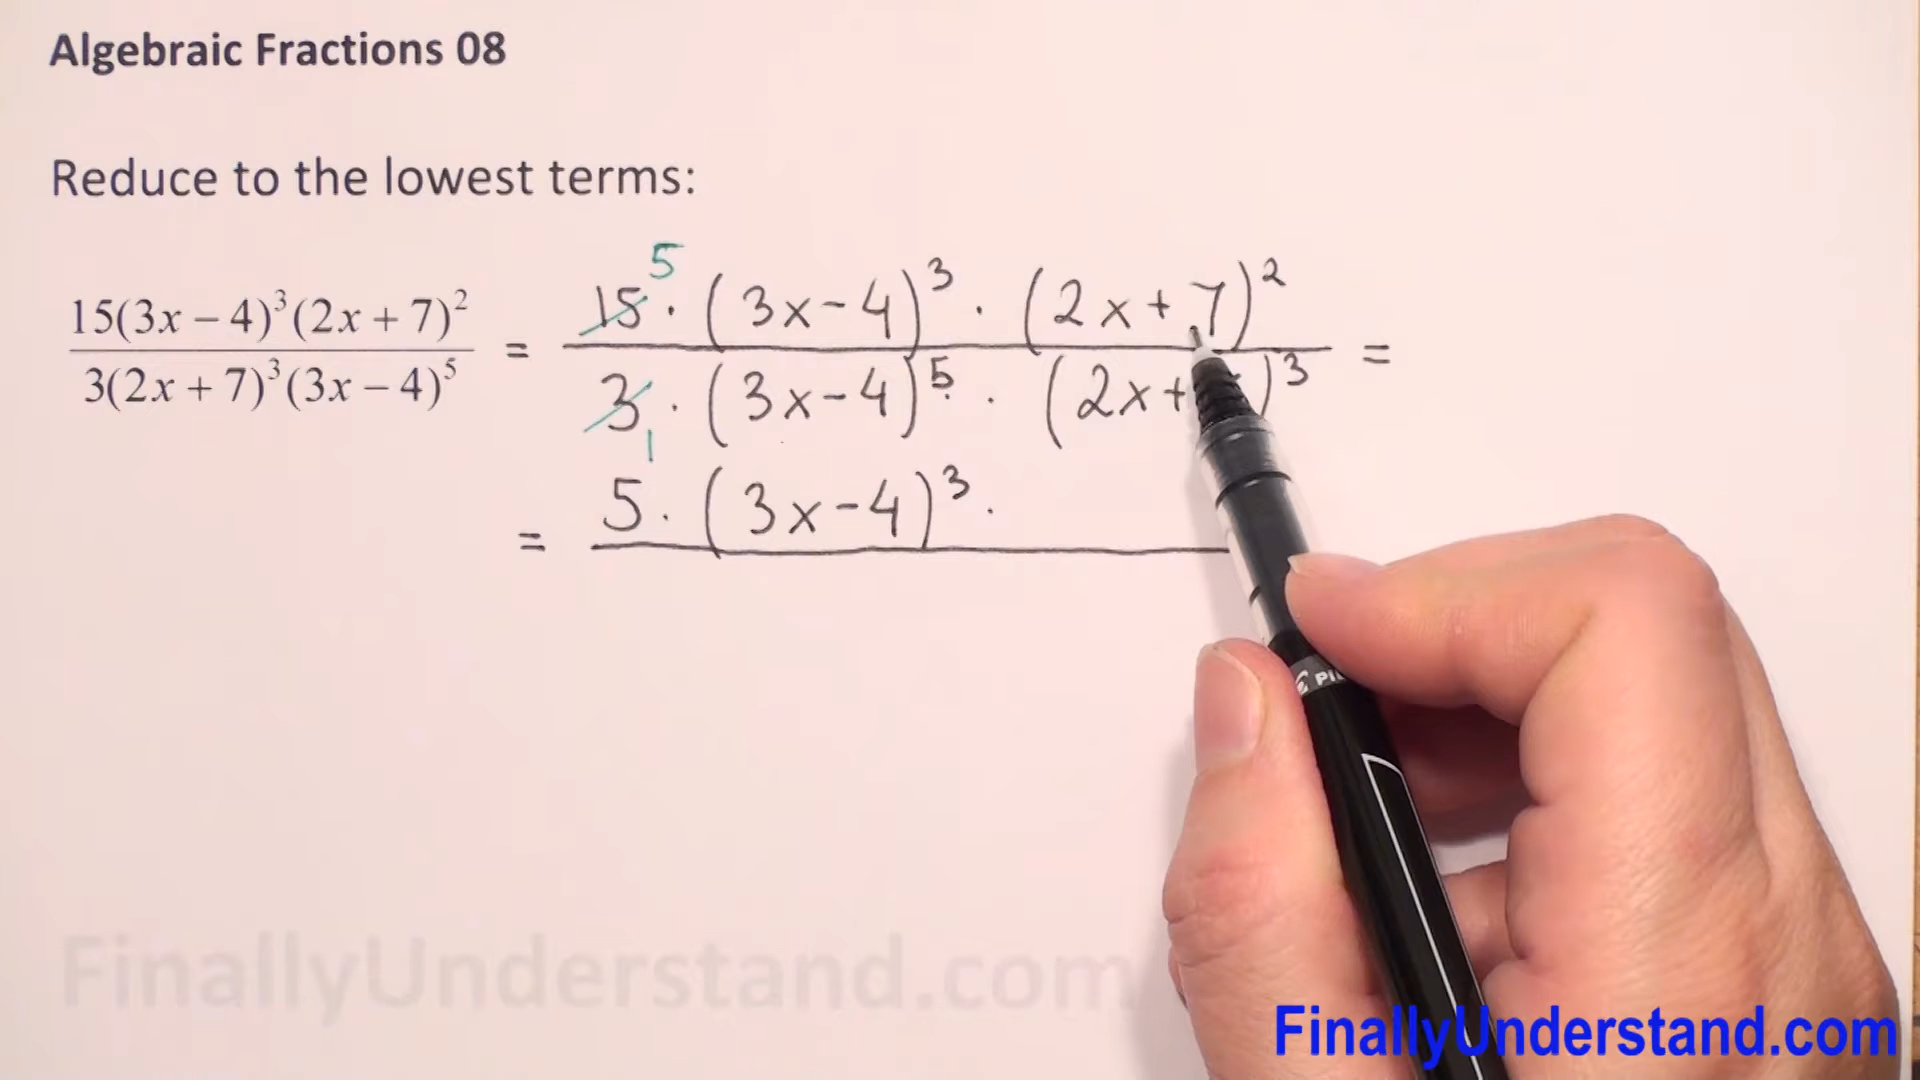 Algebraic Fractions 08
Reduce to the lowest terms:
15(3x − 4)³(2x + 7)² / 3(2x + 7)³(3x − 4)⁵ = 15 5 · (3x − 4)³ · (2x + 7)² / 3 1 · (3x − 4)⁵ · (2x + )³ =
= 5 · (3x − 4)³ ·
FinallyUnderstand.com
FinallyUnderstand.com